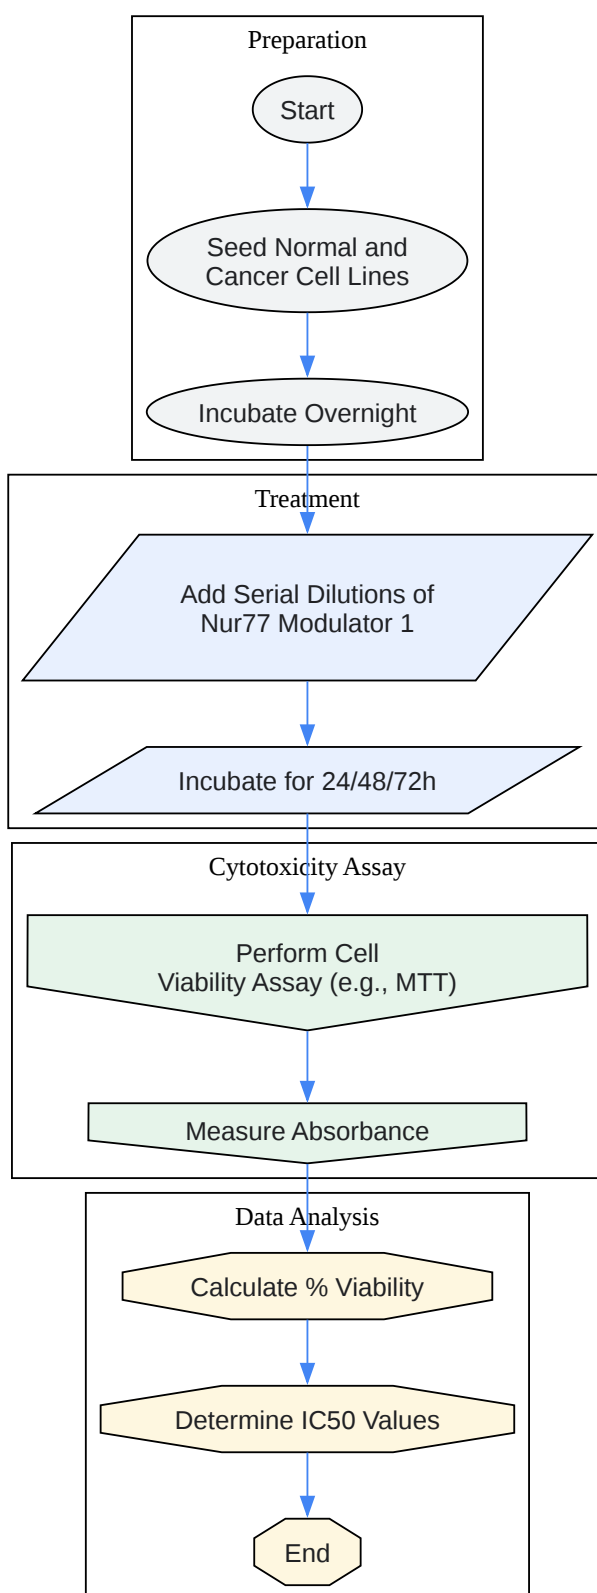 Preparation
Start
Seed Normal and
Cancer Cell Lines
Incubate Overnight
Treatment
Add Serial Dilutions of
Nur77 Modulator 1
Incubate for 24/48/72h
Cytotoxicity Assay
Perform Cell
Viability Assay (e.g., MTT)
Measure Absorbance
Data Analysis
Calculate % Viability
Determine IC50 Values
End